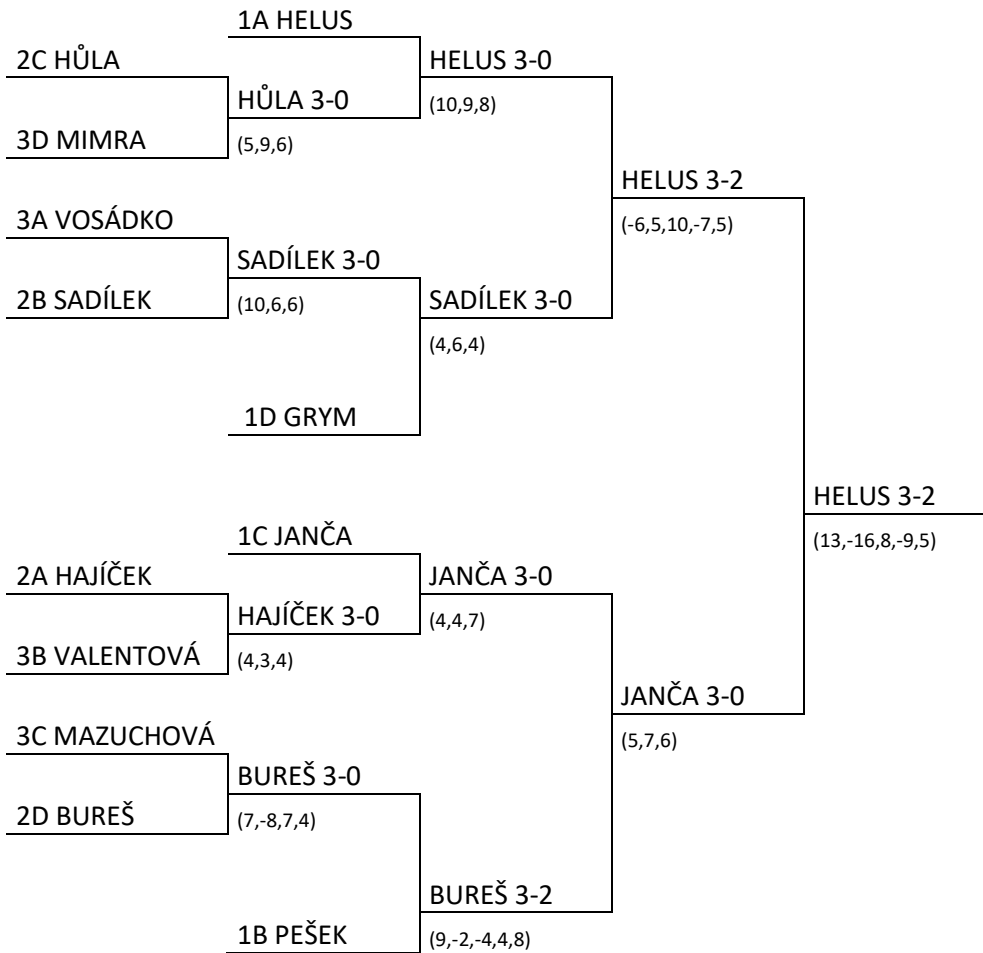 1A HELUS
2C HŮLA
HELUS 3-0
HŮLA 3-0
(10,9,8)
3D MIMRA
(5,9,6)
HELUS 3-2
3A VOSÁDKO
(-6,5,10,-7,5)
SADÍLEK 3-0
2B SADÍLEK
(10,6,6)
SADÍLEK 3-0
(4,6,4)
1D GRYM
HELUS 3-2
1C JANČA
(13,-16,8,-9,5)
2A HAJÍČEK
JANČA 3-0
HAJÍČEK 3-0
(4,4,7)
3B VALENTOVÁ
(4,3,4)
JANČA 3-0
3C MAZUCHOVÁ
(5,7,6)
BUREŠ 3-0
2D BUREŠ
(7,-8,7,4)
BUREŠ 3-2
1B PEŠEK
(9,-2,-4,4,8)